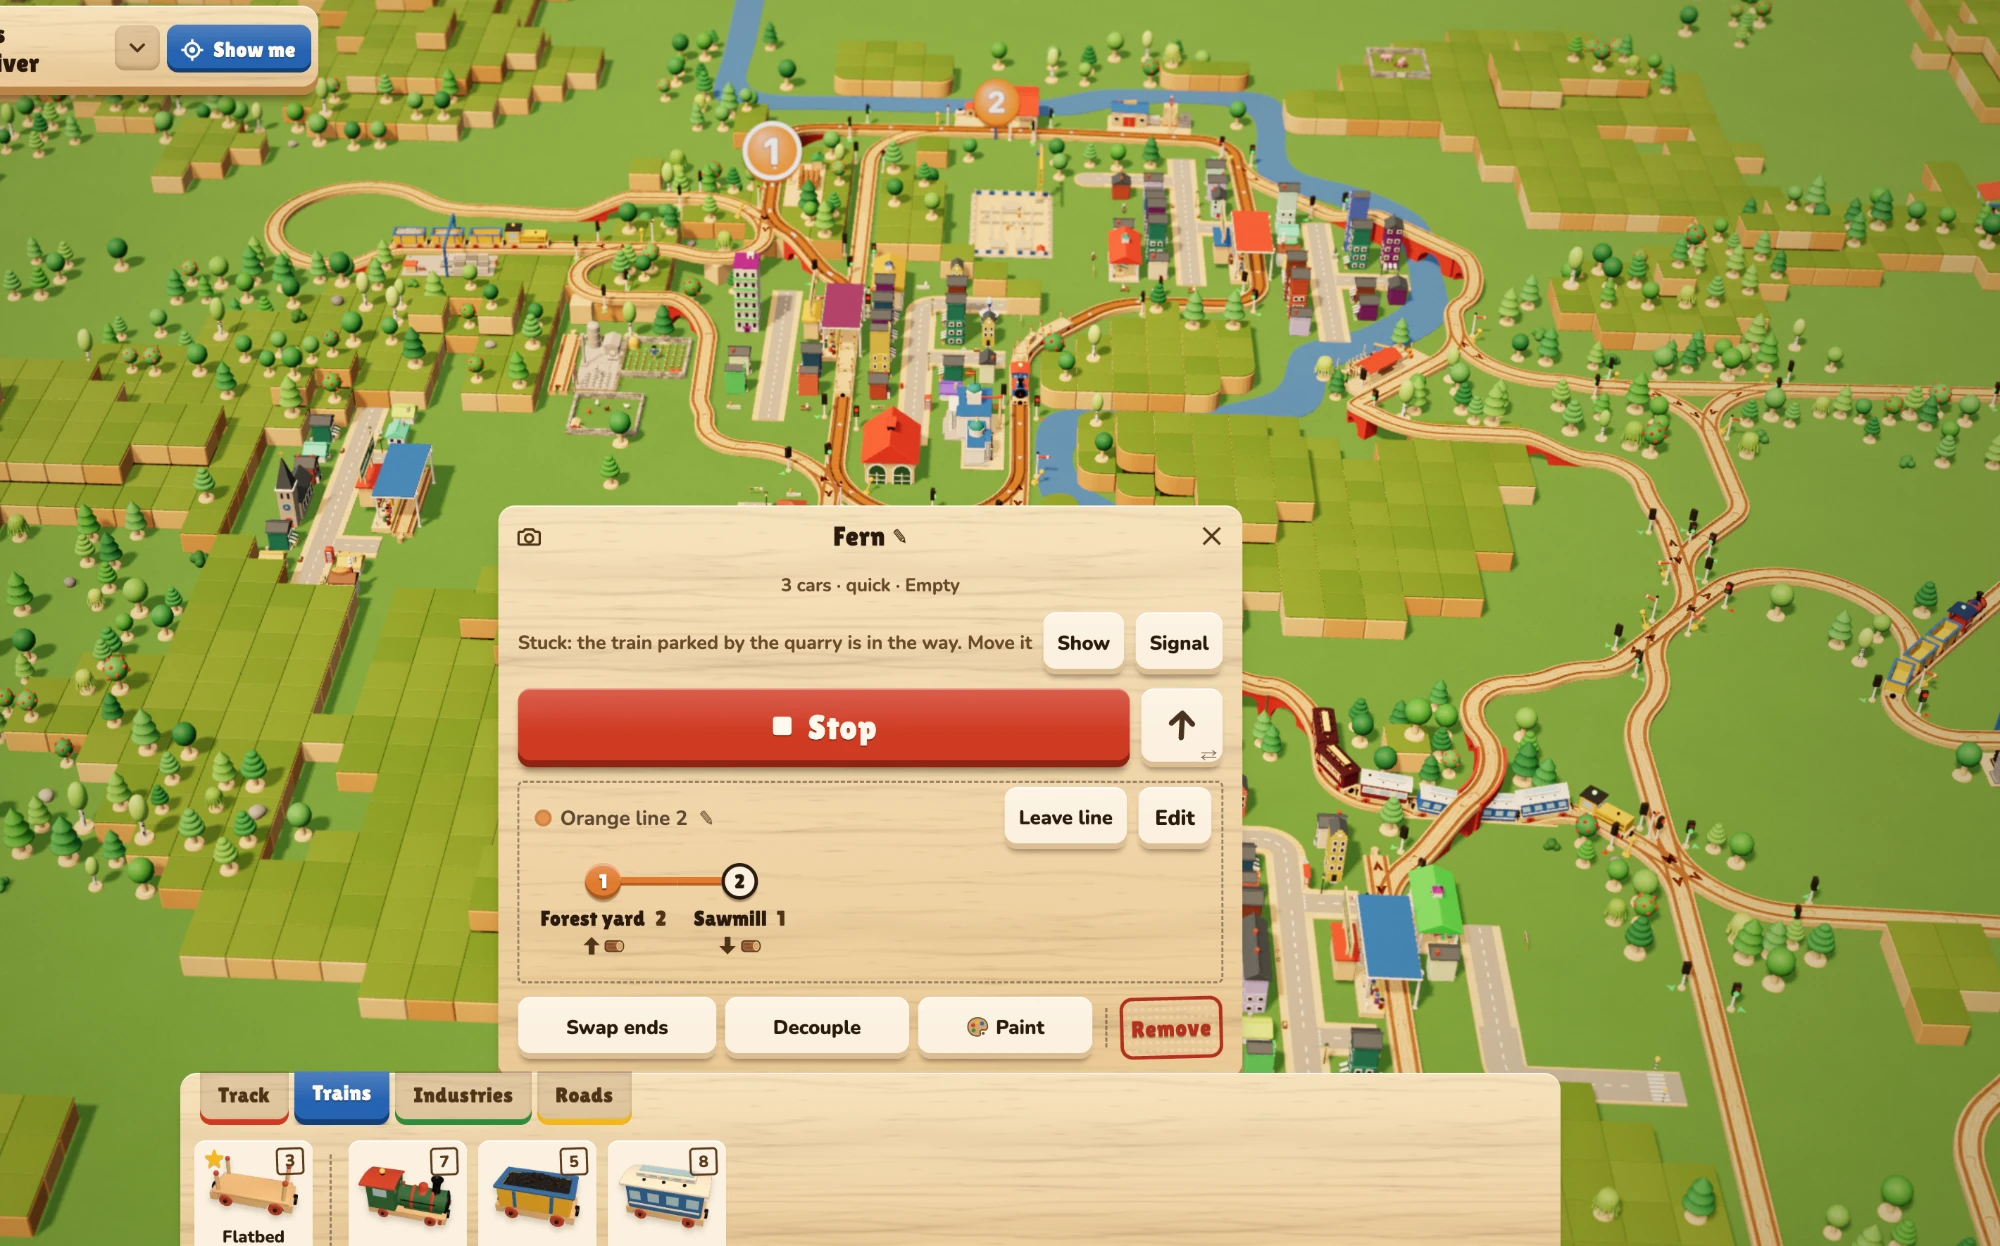 iver
Show me
1
2
Fern
3 cars · quick · Empty
Stuck: the train parked by the quarry is in the way. Move it
Show
Signal
Stop
Orange line 2
Leave line
Edit
1
2
Forest yard 2
Sawmill 1
Swap ends
Decouple
Paint
Remove
Track
Trains
Industries
Roads
3
7
5
8
Flatbed